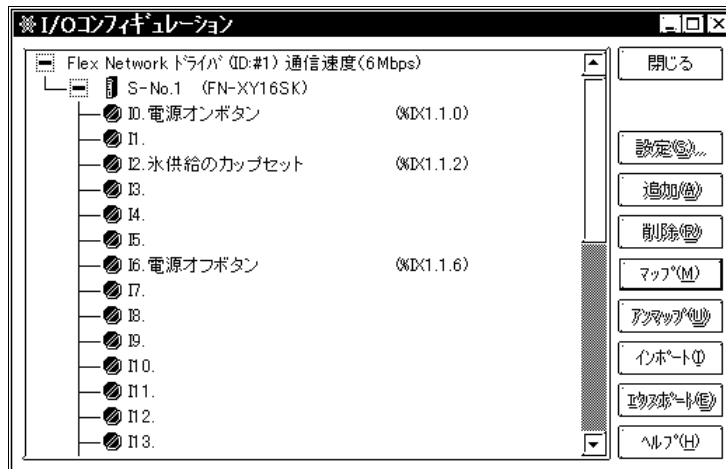 I/Oコンフィギュレーション
Flex Network ドライバ (ID:#1) 通信速度(6Mbps)
S-No.1 (FN-XY16SK)
I0.電源オンボタン (%IX1.1.0)
I1.
I2.氷供給のカップセット (%IX1.1.2)
I3.
I4.
I5.
I6.電源オフボタン (%IX1.1.6)
I7.
I8.
I9.
I10.
I11.
I12.
I13.
閉じる
設定(S)...
追加(A)
削除(R)
マップ(M)
アンマップ(U)
インポート(I)
エクスポート(E)
ヘルプ(H)